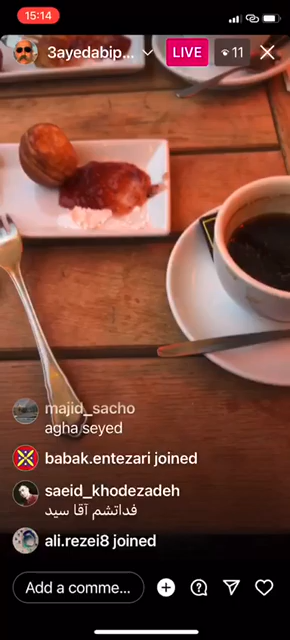 15:14
3ayedabip...
LIVE
11
majid_sacho
agha seyed
babak.entezari joined
saeid_khodezadeh
فداتشم آقا سید
ali.rezei8 joined
Add a comme...